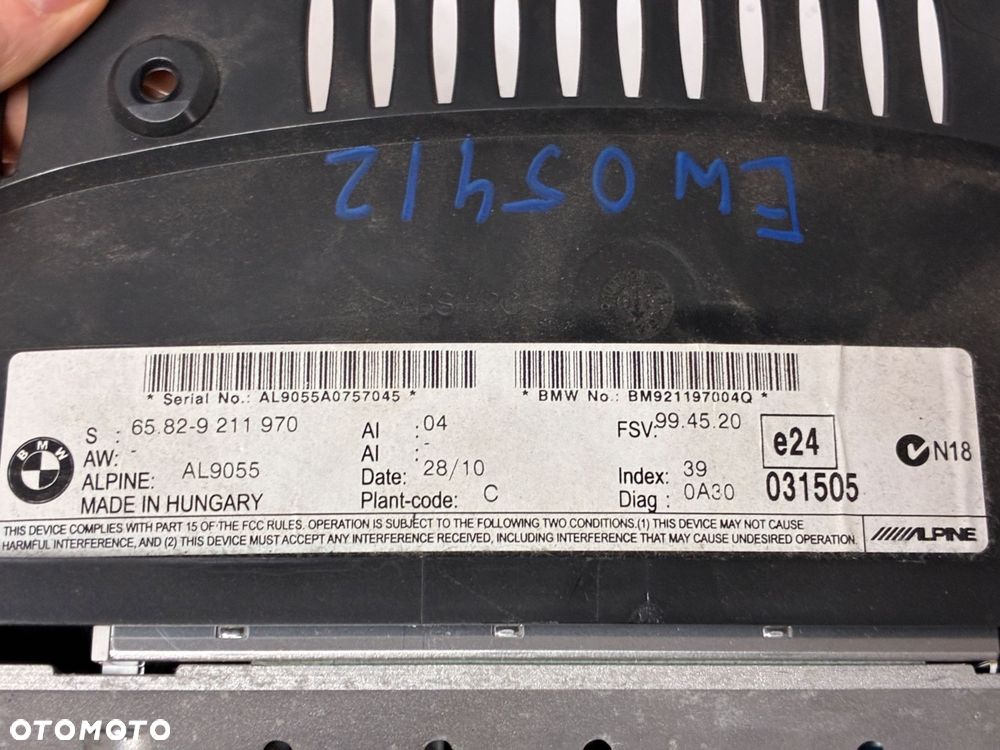 EW05412
* Serial No.: AL9055A0757045 *
* BMW No.: BM921197004Q *
BMW
S : 65.82-9 211 970
AW: -
ALPINE: AL9055
MADE IN HUNGARY
AI : 04
AI : -
Date: 28/10
Plant-code: C
FSV: 99.45.20
Index: 39
Diag : 0A30
e24
031505
N18
THIS DEVICE COMPLIES WITH PART 15 OF THE FCC RULES. OPERATION IS SUBJECT TO THE FOLLOWING TWO CONDITIONS,(1) THIS DEVICE MAY NOT CAUSE
HARMFUL INTERFERENCE, AND (2) THIS DEVICE MUST ACCEPT ANY INTERFERENCE RECEIVED, INCLUDING INTERFERENCE THAT MAY CAUSE UNDESIRED OPERATION.
ALPINE
OTOMOTO